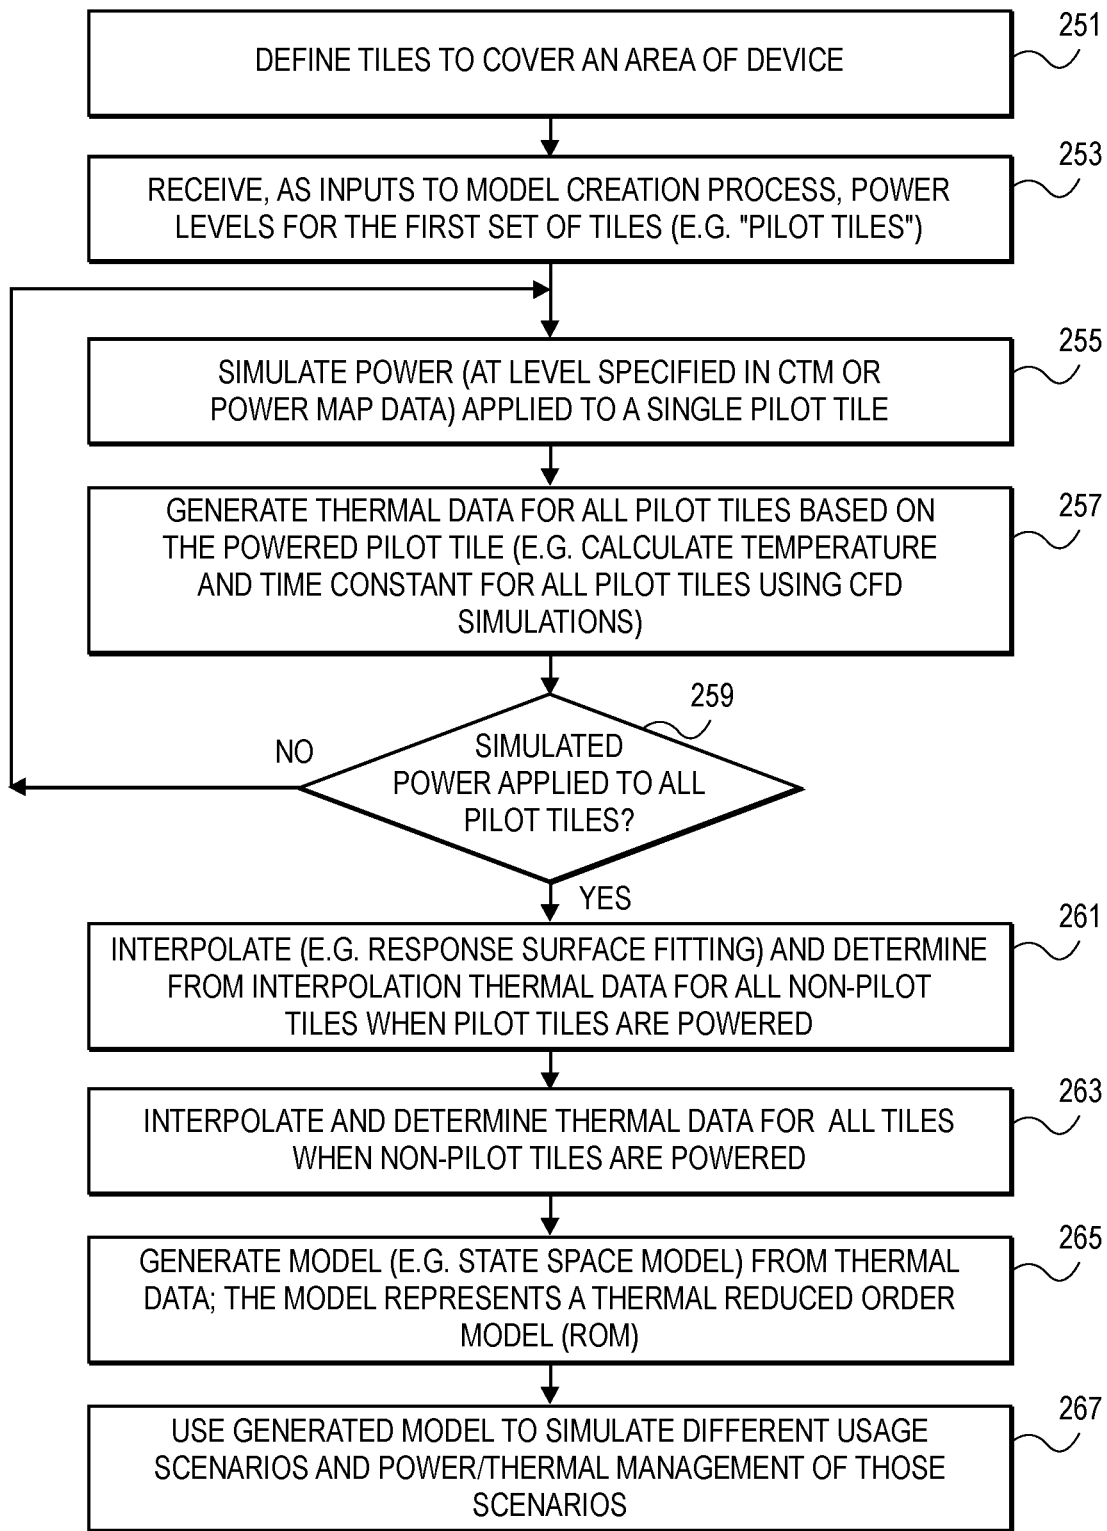 251
DEFINE TILES TO COVER AN AREA OF DEVICE
253
RECEIVE, AS INPUTS TO MODEL CREATION PROCESS, POWER
LEVELS FOR THE FIRST SET OF TILES (E.G. "PILOT TILES")
255
SIMULATE POWER (AT LEVEL SPECIFIED IN CTM OR
POWER MAP DATA) APPLIED TO A SINGLE PILOT TILE
257
GENERATE THERMAL DATA FOR ALL PILOT TILES BASED ON
THE POWERED PILOT TILE (E.G. CALCULATE TEMPERATURE
AND TIME CONSTANT FOR ALL PILOT TILES USING CFD
SIMULATIONS)
259
NO
SIMULATED
POWER APPLIED TO ALL
PILOT TILES?
YES
261
INTERPOLATE (E.G. RESPONSE SURFACE FITTING) AND DETERMINE
FROM INTERPOLATION THERMAL DATA FOR ALL NON-PILOT
TILES WHEN PILOT TILES ARE POWERED
263
INTERPOLATE AND DETERMINE THERMAL DATA FOR ALL TILES
WHEN NON-PILOT TILES ARE POWERED
265
GENERATE MODEL (E.G. STATE SPACE MODEL) FROM THERMAL
DATA; THE MODEL REPRESENTS A THERMAL REDUCED ORDER
MODEL (ROM)
267
USE GENERATED MODEL TO SIMULATE DIFFERENT USAGE
SCENARIOS AND POWER/THERMAL MANAGEMENT OF THOSE
SCENARIOS